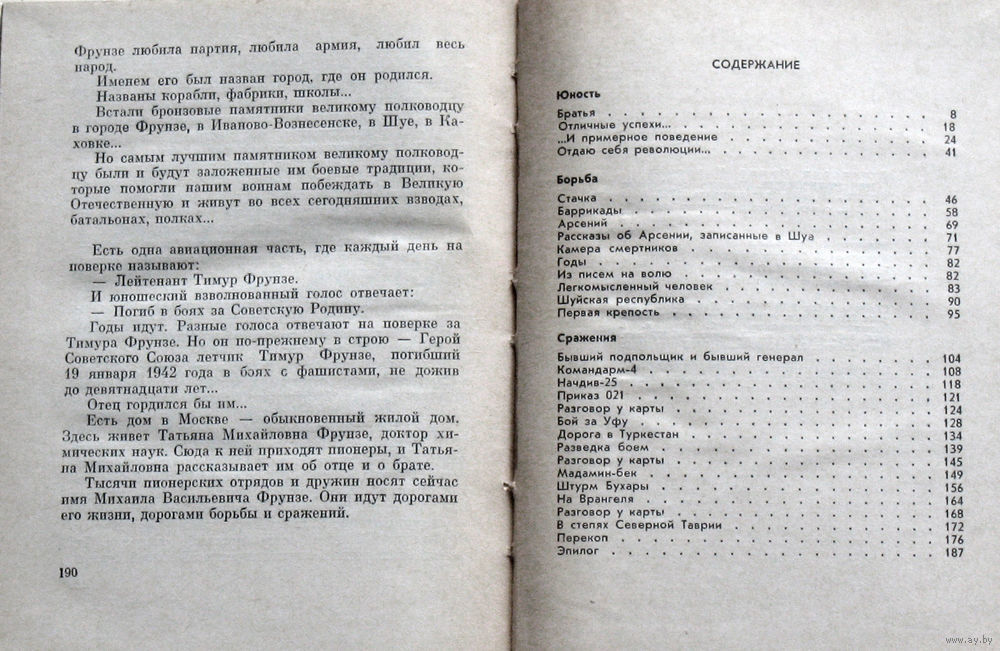 Фрунзе любила партия, любила армия, любил весь
народ.
Именем его был назван город, где он родился.
Названы корабли, фабрики, школы...
Встали бронзовые памятники великому полководцу
в городе Фрунзе, в Иваново-Вознесенске, в Шуе, в Ка-
ховке...
Но самым лучшим памятником великому полковод-
цу были и будут заложенные им боевые традиции, ко-
торые помогли нашим воинам побеждать в Великую
Отечественную и живут во всех сегодняшних взводах,
батальонах, полках...
Есть одна авиационная часть, где каждый день на
поверке называют:
— Лейтенант Тимур Фрунзе.
И юношеский взволнованный голос отвечает:
— Погиб в боях за Советскую Родину.
Годы идут. Разные голоса отвечают на поверке за
Тимура Фрунзе. Но он по-прежнему в строю — Герой
Советского Союза летчик Тимур Фрунзе, погибший
19 января 1942 года в боях с фашистами, не дожив
до девятнадцати лет...
Отец гордился бы им...
Есть дом в Москве — обыкновенный жилой дом.
Здесь живет Татьяна Михайловна Фрунзе, доктор хи-
мических наук. Сюда к ней приходят пионеры, и Татья-
на Михайловна рассказывает им об отце и о брате.
Тысячи пионерских отрядов и дружин носят сейчас
имя Михаила Васильевича Фрунзе. Они идут дорогами
его жизни, дорогами борьбы и сражений.
190
СОДЕРЖАНИЕ
Юность
Братья 8
Отличные успехи... 18
...И примерное поведение 24
Отдаю себя революции... 41
Борьба
Стачка 46
Баррикады 58
Арсений 69
Рассказы об Арсении, записанные в Шуа 71
Камера смертников 77
Годы 82
Из писем на волю 82
Легкомысленный человек 83
Шуйская республика 90
Первая крепость 95
Сражения
Бывший подпольщик и бывший генерал 104
Командарм-4 108
Начдив-25 118
Приказ 021 121
Разговор у карты 124
Бой за Уфу 128
Дорога в Туркестан 134
Разведка боем 139
Разговор у карты 145
Мадамин-бек 149
Штурм Бухары 156
На Врангеля 164
Разговор у карты 168
В степях Северной Таврии 172
Перекоп 176
Эпилог 187
www.ay.by